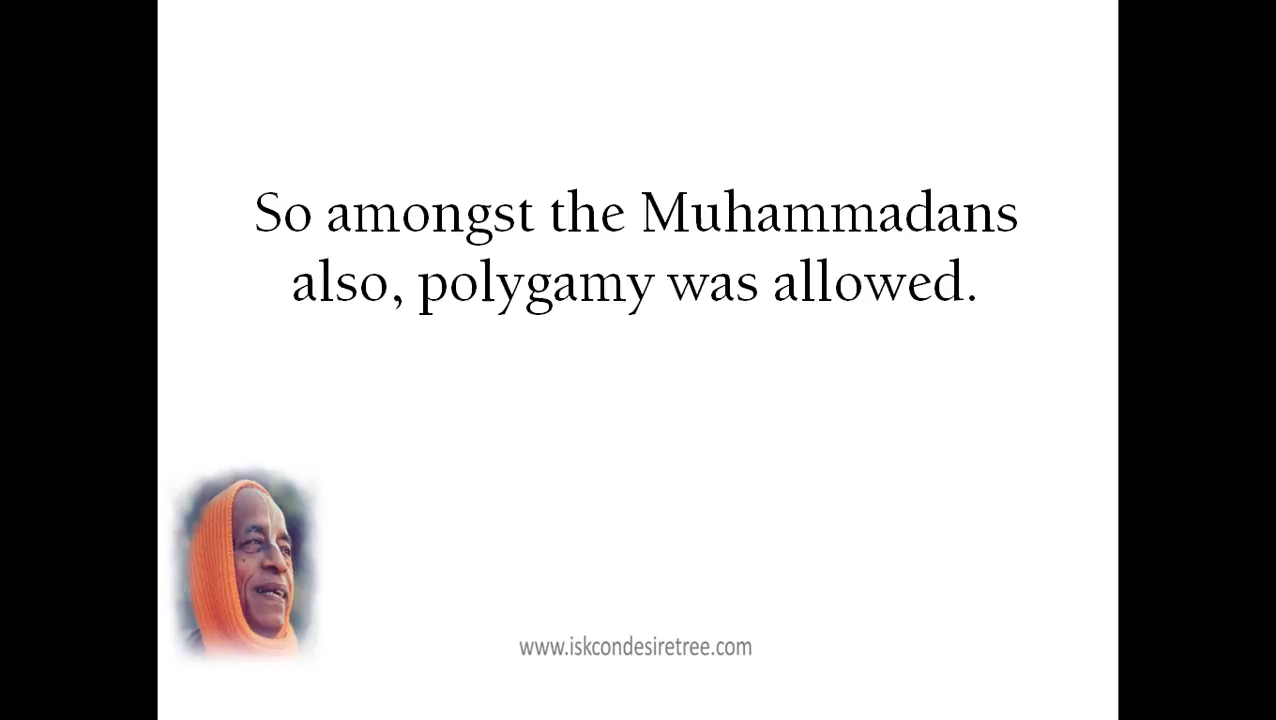 So amongst the Muhammadans
also, polygamy was allowed.
www.iskcondesiretree.com